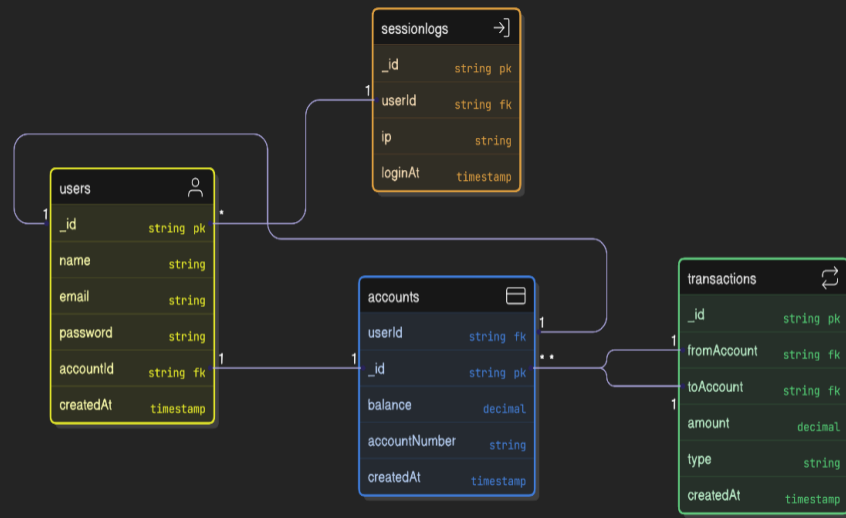 sessionlogs
_id string pk
1 userId string fk
ip string
loginAt timestamp
users
1 _id string pk *
name string
email string
password string
accountId string fk 1
createdAt timestamp
accounts
userId string fk 1
1 _id string pk * *
balance decimal
accountNumber string
createdAt timestamp
transactions
_id string pk
1 fromAccount string fk
1 toAccount string fk
amount decimal
type string
createdAt timestamp